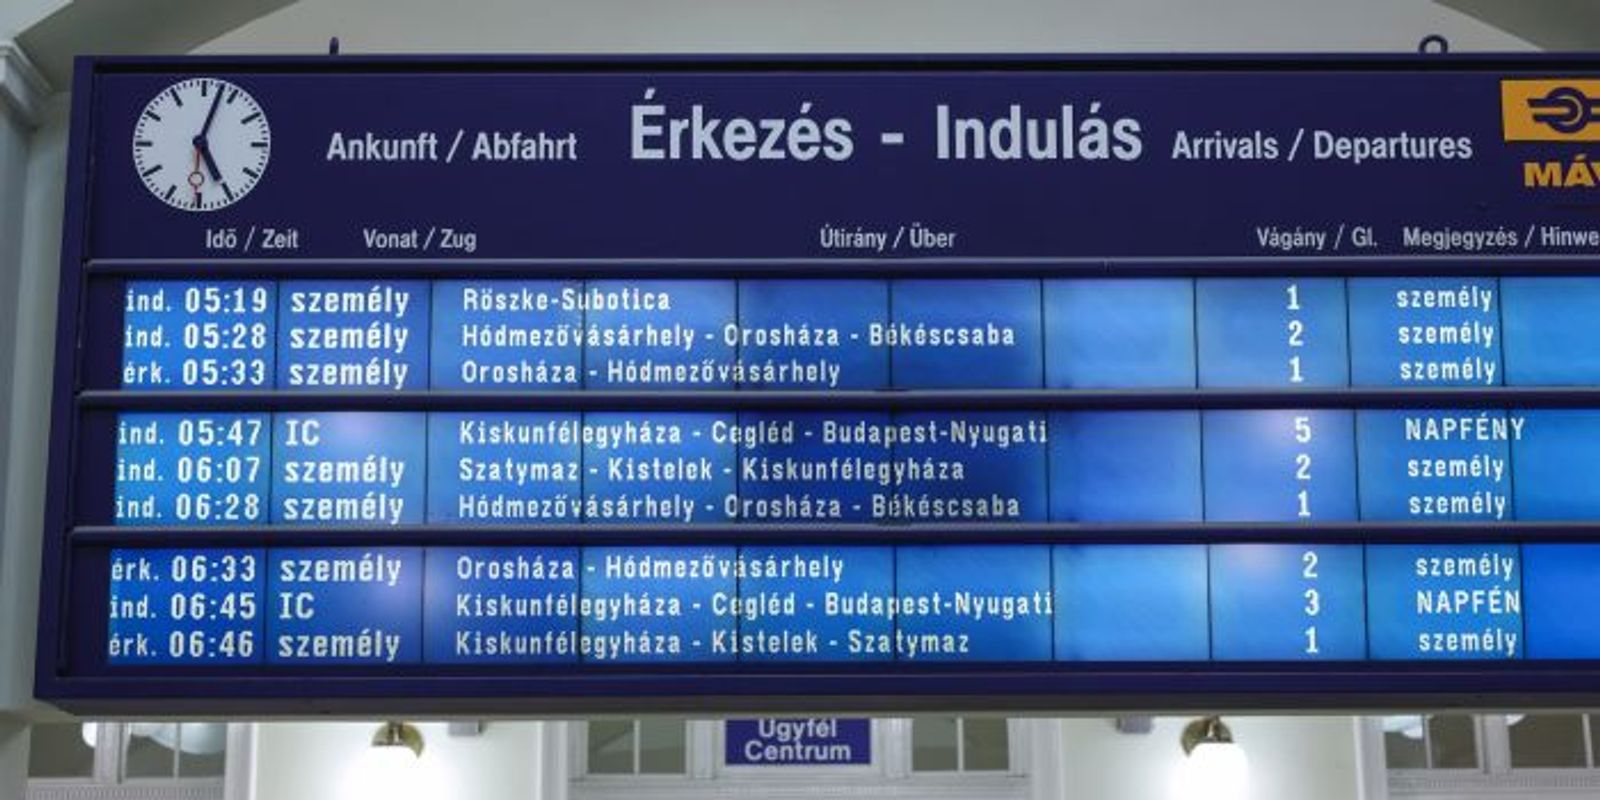 Ankunft / Abfahrt Érkezés - Indulás Arrivals / Departures
MÁV
Idő / Zeit Vonat / Zug Útirány / Über Vágány / Gl. Megjegyzés /
ind. 05:19 személy Röszke-Subotica 1 személy
ind. 05:28 személy Hódmezővásárhely - Orosháza - Békéscsaba 2 személy
érk. 05:33 személy Orosháza - Hódmezővásárhely 1 személy
ind. 05:47 IC Kiskunfélegyháza - Cegléd - Budapest-Nyugati 5 NAPFÉNY
ind. 06:07 személy Szatymaz - Kistelek - Kiskunfélegyháza 2 személy
ind. 06:28 személy Hódmezővásárhely - Orosháza - Békéscsaba 1 személy
érk. 06:33 személy Orosháza - Hódmezővásárhely 2 személy
ind. 06:45 IC Kiskunfélegyháza - Cegléd - Budapest-Nyugati 3 NAPFÉN
érk. 06:46 személy Kiskunfélegyháza - Kistelek - Szatymaz 1 személy
Ügyfél
Centrum